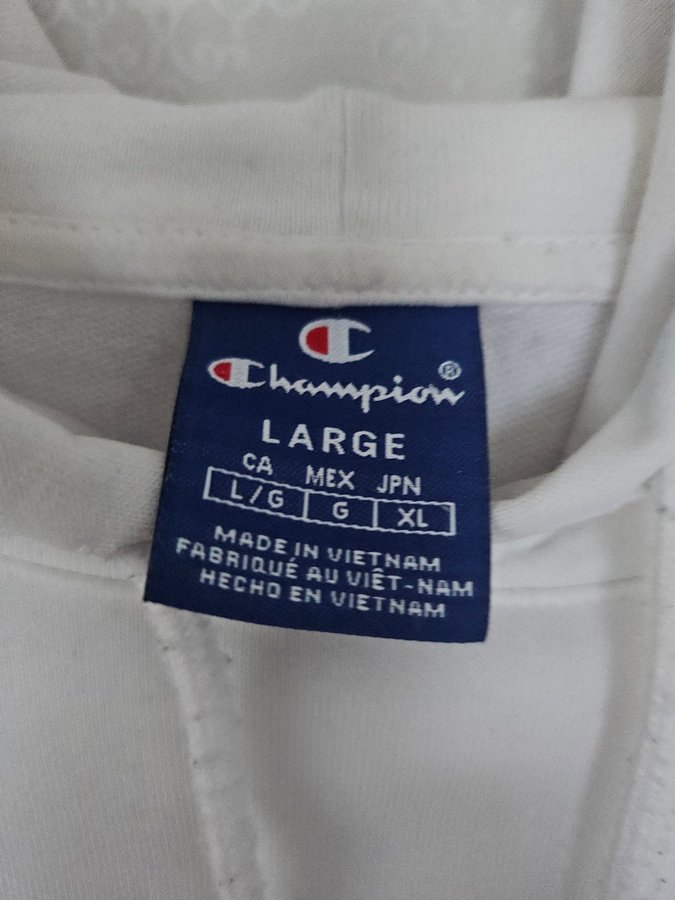 Champion®
LARGE
CA MEX JPN
L/G G XL
MADE IN VIETNAM
FABRIQUÉ AU VIÊT-NAM
HECHO EN VIETNAM